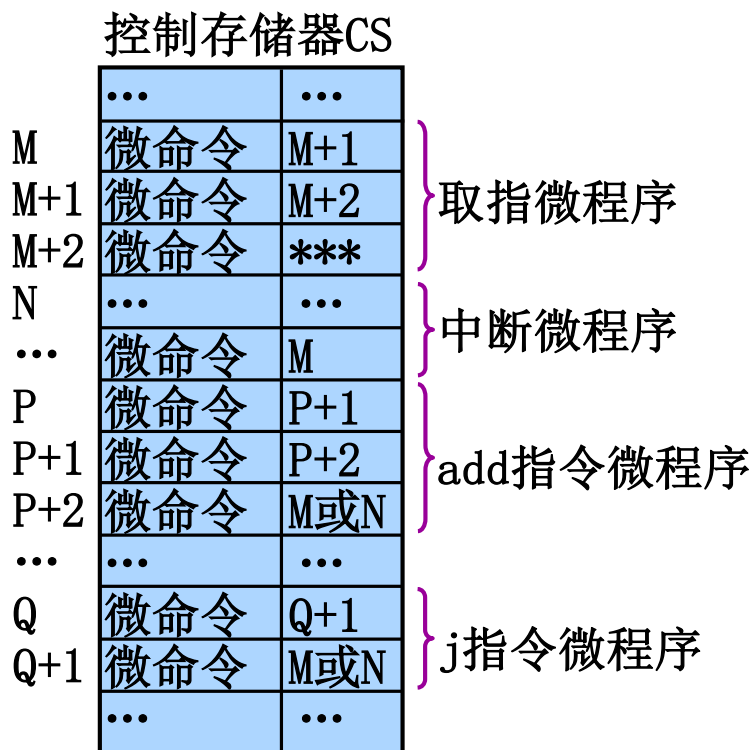 控制存储器CS
… …
M 微命令 M+1
M+1 微命令 M+2
取指微程序
M+2 微命令 ***
N … …
中断微程序
… 微命令 M
P 微命令 P+1
P+1 微命令 P+2
add指令微程序
P+2 微命令 M或N
… … …
Q 微命令 Q+1
j指令微程序
Q+1 微命令 M或N
… …